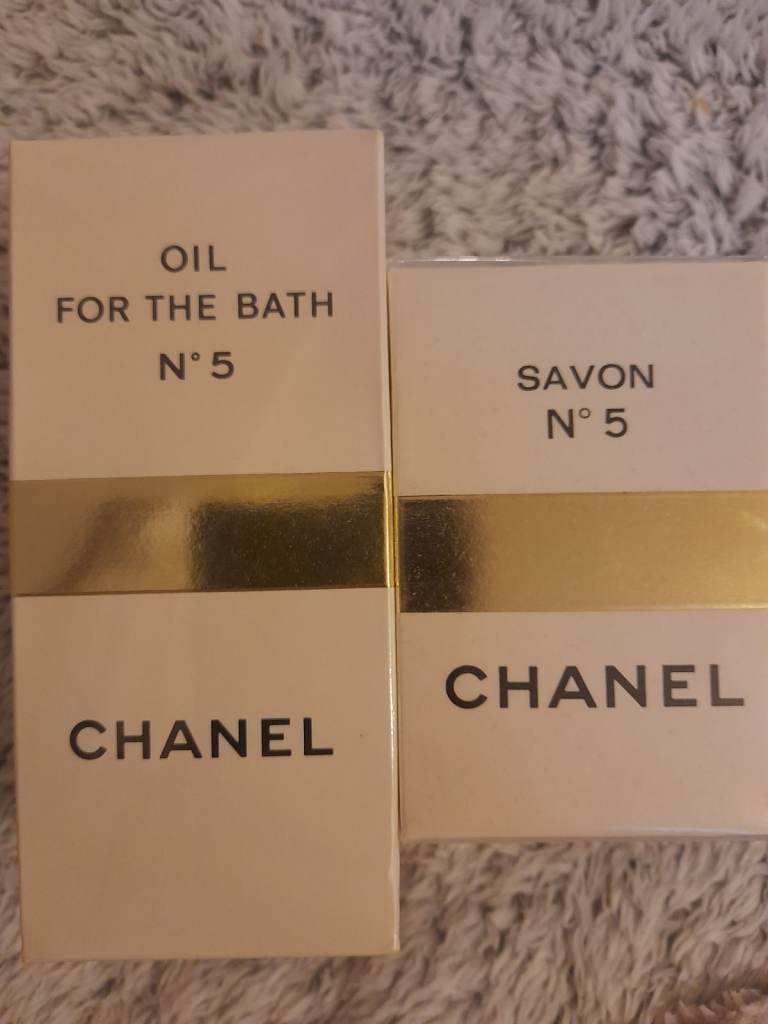 OIL
FOR THE BATH
N° 5
CHANEL
SAVON
N° 5
CHANEL